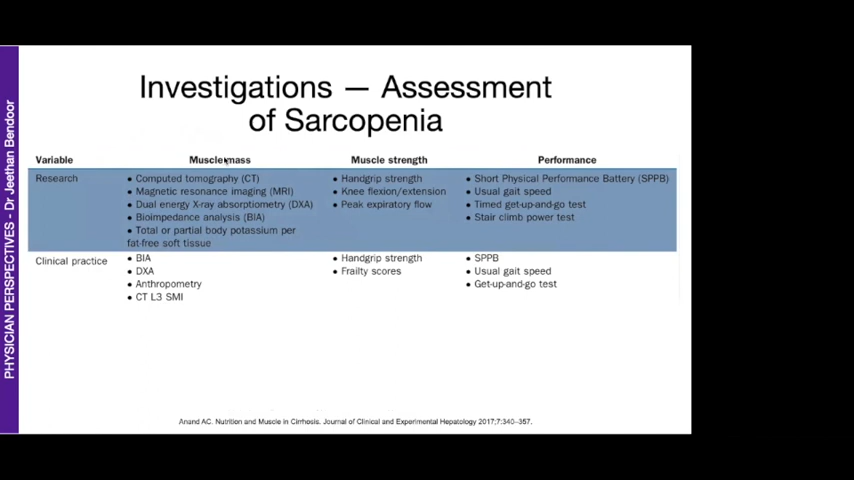 PHYSICIAN PERSPECTIVES - Dr Jeethan Bendoor
Investigations — Assessment
of Sarcopenia
Variable Muscle mass Muscle strength Performance
Research
• Computed tomography (CT)
• Magnetic resonance imaging (MRI)
• Dual energy X-ray absorptiometry (DXA)
• Bioimpedance analysis (BIA)
• Total or partial body potassium per
fat-free soft tissue
• Handgrip strength
• Knee flexion/extension
• Peak expiratory flow
• Short Physical Performance Battery (SPPB)
• Usual gait speed
• Timed get-up-and-go test
• Stair climb power test
Clinical practice
• BIA
• DXA
• Anthropometry
• CT L3 SMI
• Handgrip strength
• Frailty scores
• SPPB
• Usual gait speed
• Get-up-and-go test
Anand AC. Nutrition and Muscle in Cirrhosis. Journal of Clinical and Experimental Hepatology 2017;7:340–357.